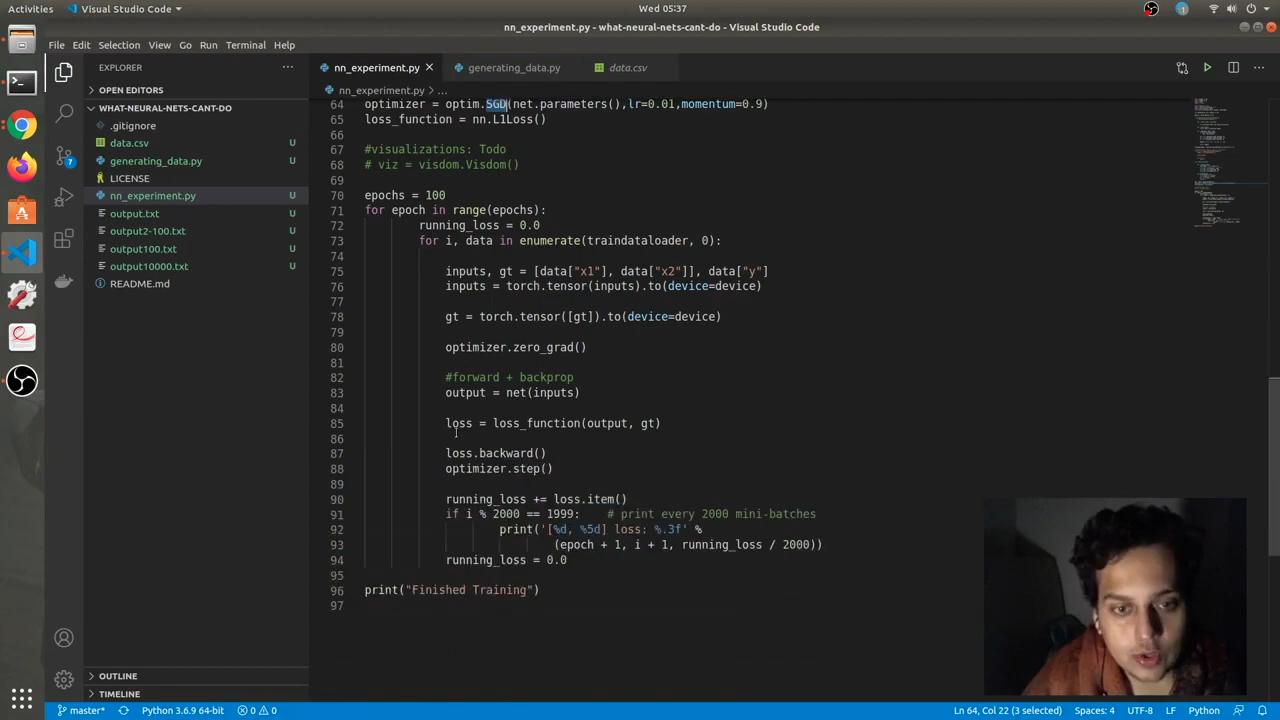 Activities
Visual Studio Code
Wed 05:37
nn_experiment.py - what-neural-nets-cant-do - Visual Studio Code
File Edit Selection View Go Run Terminal Help
EXPLORER
OPEN EDITORS
WHAT-NEURAL-NETS-CANT-DO
.gitignore
data.csv U
generating_data.py U
LICENSE
nn_experiment.py U
output.txt U
output2-100.txt U
output100.txt U
output10000.txt U
README.md
OUTLINE
TIMELINE
nn_experiment.py generating_data.py data.csv
nn_experiment.py > ...
64 optimizer = optim.SGD(net.parameters(),lr=0.01,momentum=0.9)
65 loss_function = nn.L1Loss()
66
67 #visualizations: Todo
68 # viz = visdom.Visdom()
69
70 epochs = 100
71 for epoch in range(epochs):
72 running_loss = 0.0
73 for i, data in enumerate(traindataloader, 0):
74
75 inputs, gt = [data["x1"], data["x2"]], data["y"]
76 inputs = torch.tensor(inputs).to(device=device)
77
78 gt = torch.tensor([gt]).to(device=device)
79
80 optimizer.zero_grad()
81
82 #forward + backprop
83 output = net(inputs)
84
85 loss = loss_function(output, gt)
86
87 loss.backward()
88 optimizer.step()
89
90 running_loss += loss.item()
91 if i % 2000 == 1999: # print every 2000 mini-batches
92 print('[%d, %5d] loss: %.3f' %
93 (epoch + 1, i + 1, running_loss / 2000))
94 running_loss = 0.0
95
96 print("Finished Training")
97
master* Python 3.6.9 64-bit 0 0 Ln 64, Col 22 (3 selected) Spaces: 4 UTF-8 LF Python